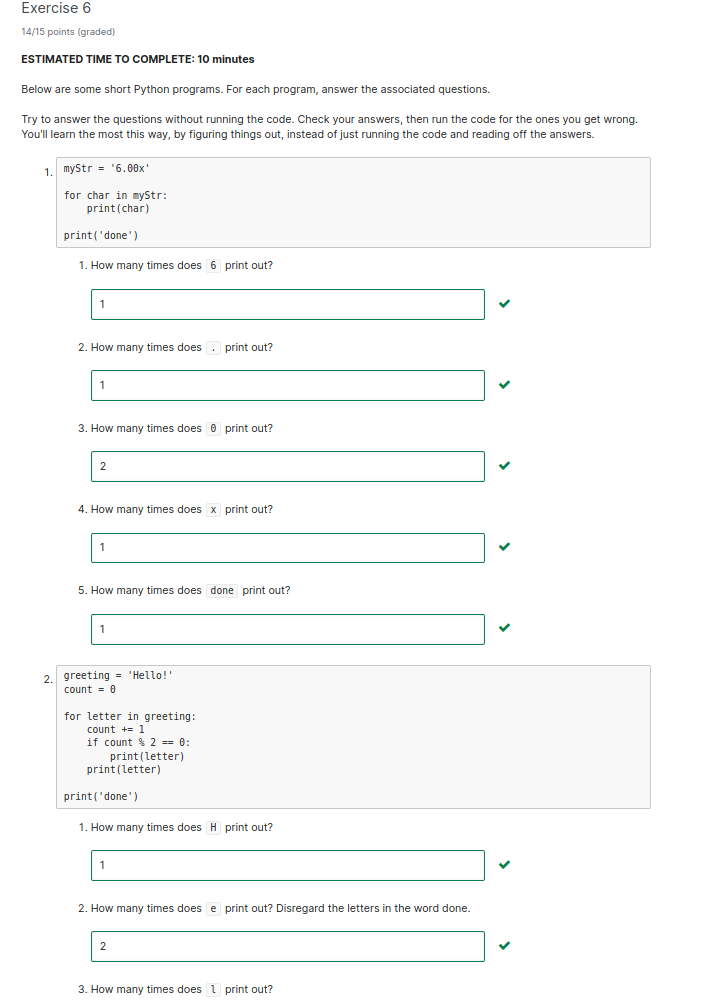 Exercise 6
14/15 points (graded)
ESTIMATED TIME TO COMPLETE: 10 minutes
Below are some short Python programs. For each program, answer the associated questions.
Try to answer the questions without running the code. Check your answers, then run the code for the ones you get wrong.
You'll learn the most this way, by figuring things out, instead of just running the code and reading off the answers.
1.
myStr = '6.00x'
for char in myStr:
    print(char)
print('done')
1. How many times does 6 print out?
1
2. How many times does . print out?
1
3. How many times does 0 print out?
2
4. How many times does x print out?
1
5. How many times does done print out?
1
2.
greeting = 'Hello!'
count = 0
for letter in greeting:
    count += 1
    if count % 2 == 0:
        print(letter)
    print(letter)
print('done')
1. How many times does H print out?
1
2. How many times does e print out? Disregard the letters in the word done.
2
3. How many times does l print out?